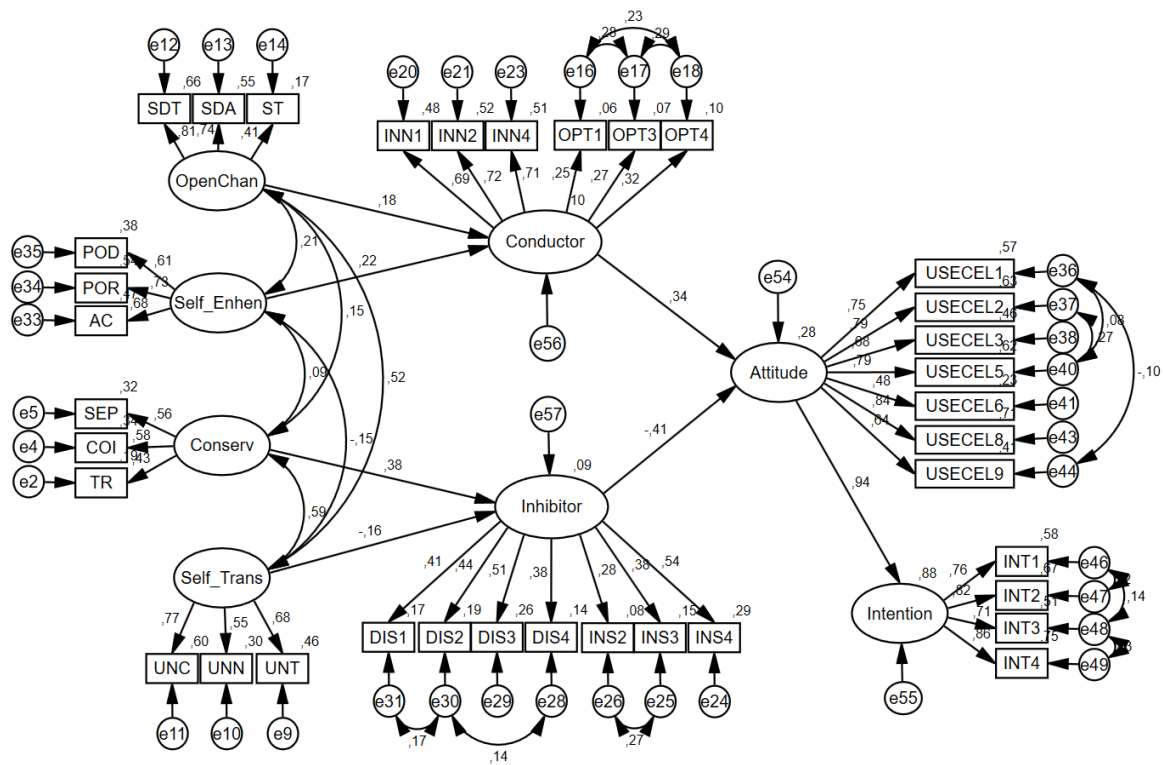 ,23
,28 ,29
e12 e13 e14
e20 e21 e23
e16 e17 e18
,66 ,55 ,17
SDT SDA ST
,48 ,52 ,51
INN1 INN2 INN4
,06 ,07 ,10
OPT1 OPT3 OPT4
,81 ,74 ,41
OpenChan
,69 ,72 ,71 ,25 ,27 ,32
,18
,10
Conductor
,21
,38
e35 POD ,61
,54
e34 POR ,73
,47
e33 AC ,68
Self_Enhen
,22
,15
,09
,52
-,15
e56
,34
e54
,28
Attitude
,57
,75 USECEL1 e36
,63
,79 USECEL2 e37
,46
,68 USECEL3 e38
,62
,79 USECEL5 e40
,23
,48 USECEL6 e41
,71
,84 USECEL8 e43
,41
,64 USECEL9 e44
,08
,27
-,10
,32
e5 SEP ,56
,34
e4 COI ,58
,19
e2 TR ,43
Conserv
,38
e57
,09
Inhibitor
-,41
,59
-,16
Self_Trans
,94
,77 ,55 ,68
,60 ,30 ,46
UNC UNN UNT
e11 e10 e9
,41 ,44 ,51 ,38 ,28 ,38 ,54
,17 ,19 ,26 ,14 ,08 ,15 ,29
DIS1 DIS2 DIS3 DIS4 INS2 INS3 INS4
e31 e30 e29 e28 e26 e25 e24
,17 ,14 ,27
,88
Intention
e55
,58
,76 INT1 e46
,67
,82 INT2 e47
,51
,71 INT3 e48
,75
,86 INT4 e49
,14